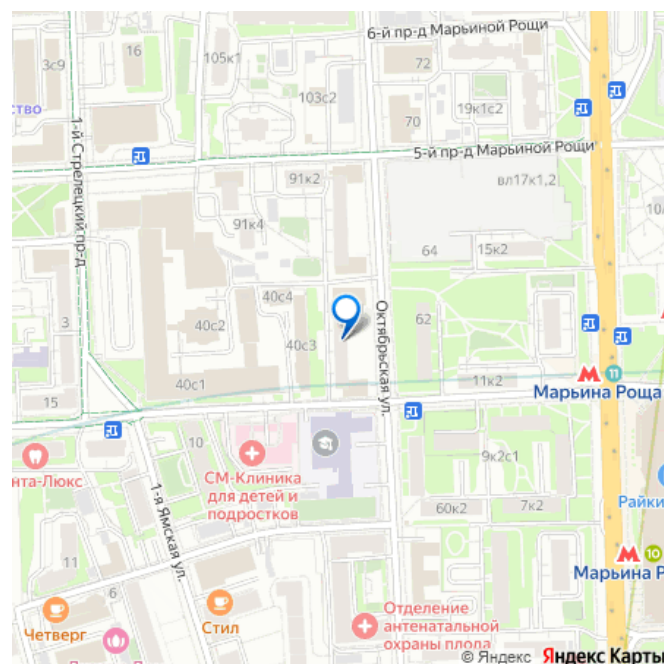 6-й пр-д Марьиной Рощи
3с9
16
105к1
72
103с2
19к1с2
ство
70
1-й Стрелецкий пр-д
5-й пр-д Марьиной Рощи
91к2
вл17к1,2
91к4
64
15к2
40с4
Октябрьская ул.
40с2
62
3
40с3
11
40с1
11к2
Марьина Роща
15
10
9к2с1
СМ-Клиника
для детей и
подростков
нта-Люкс
1-я Ямская ул.
60к2
7к2
Райки
11
10
Марьина Р
6
Четверг
Стил
Отделение
антенатальной
охраны плода
© Яндекс Яндекс Карты